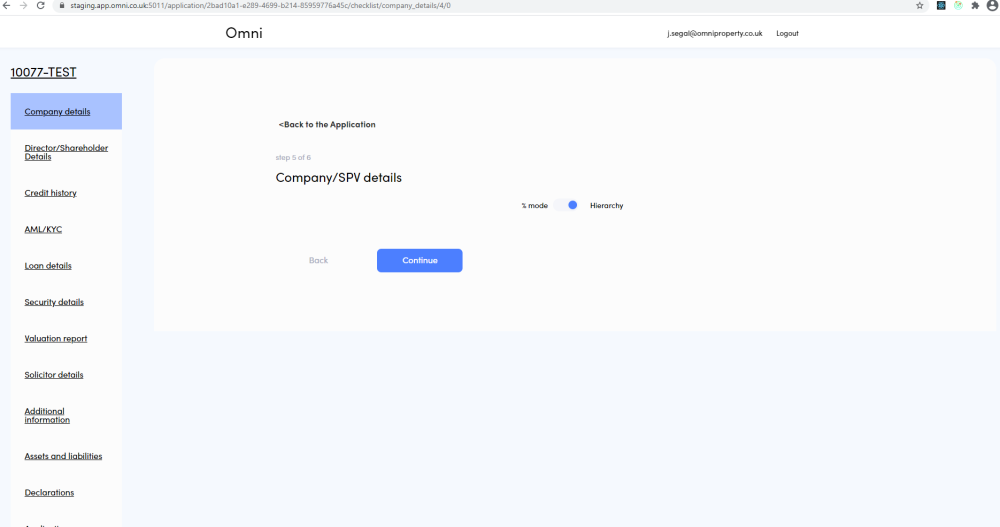 staging.app.omni.co.uk:5011/application/2bad10a1-e289-4699-b214-85959776a45c/checklist/company_details/4/0
Omni
j.segal@omniproperty.co.uk
Logout
10077-TEST
Company details
Director/Shareholder
Details
Credit history
AML/KYC
Loan details
Security details
Valuation report
Solicitor details
Additional
information
Assets and liabilities
Declarations
<Back to the Application
step 5 of 6
Company/SPV details
% mode
Hierarchy
Back
Continue